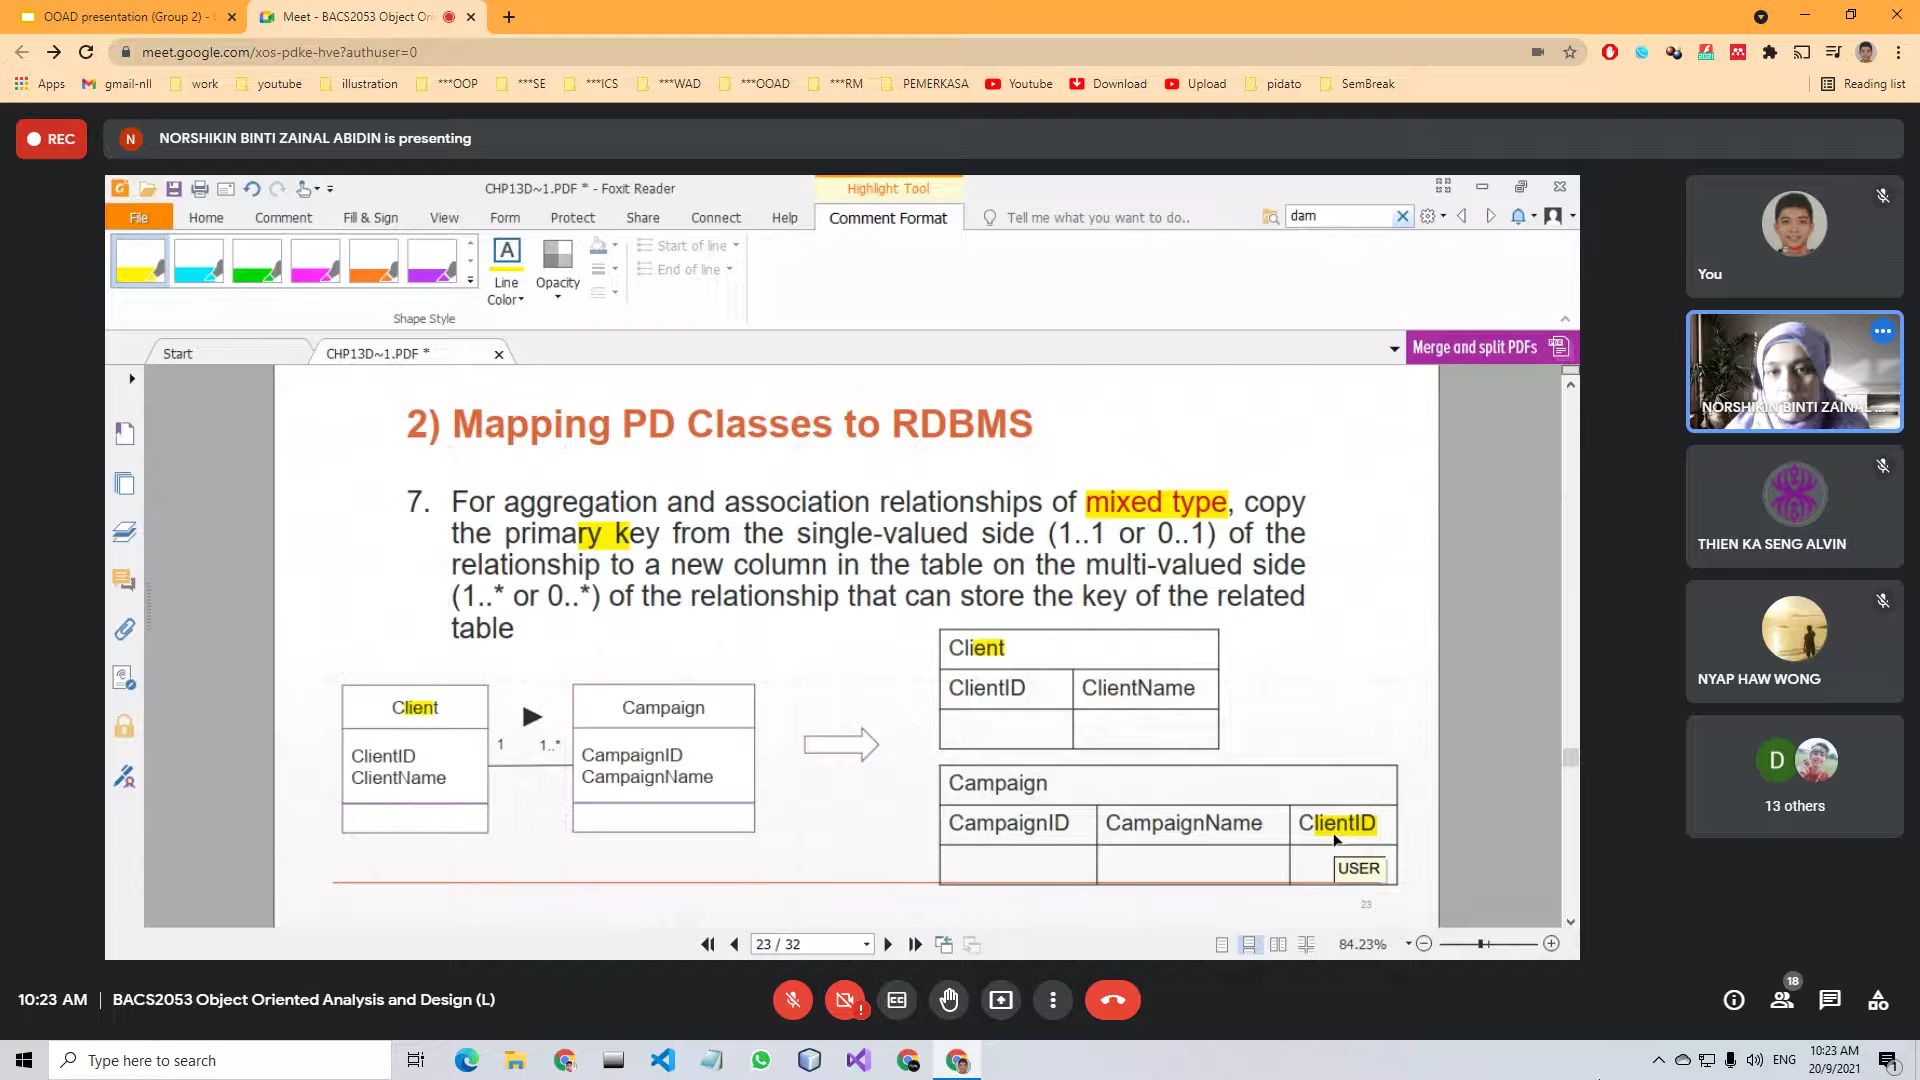 OOAD presentation (Group 2) -
Meet - BACS2053 Object Ori
meet.google.com/xos-pdke-hve?authuser=0
Apps
gmail-nll
work
youtube
illustration
***OOP
***SE
***ICS
***WAD
***OOAD
***RM
PEMERKASA
Youtube
Download
Upload
pidato
SemBreak
Reading list
REC
N
NORSHIKIN BINTI ZAINAL ABIDIN is presenting
CHP13D~1.PDF * - Foxit Reader
Highlight Tool
File
Home
Comment
Fill & Sign
View
Form
Protect
Share
Connect
Help
Comment Format
Tell me what you want to do..
dam
A
Line
Color
Opacity
Start of line
End of line
Shape Style
Start
CHP13D~1.PDF *
Merge and split PDFs
2) Mapping PD Classes to RDBMS
7. For aggregation and association relationships of mixed type, copy
the primary key from the single-valued side (1..1 or 0..1) of the
relationship to a new column in the table on the multi-valued side
(1..* or 0..*) of the relationship that can store the key of the related
table
Client
ClientID
ClientName
1
1..*
Campaign
CampaignID
CampaignName
Client
ClientID
ClientName
Campaign
CampaignID
CampaignName
ClientID
USER
23
23 / 32
84.23%
You
NORSHIKIN BINTI ZAINAL ...
THIEN KA SENG ALVIN
NYAP HAW WONG
D
13 others
10:23 AM
BACS2053 Object Oriented Analysis and Design (L)
18
Type here to search
ENG
10:23 AM
20/9/2021
1